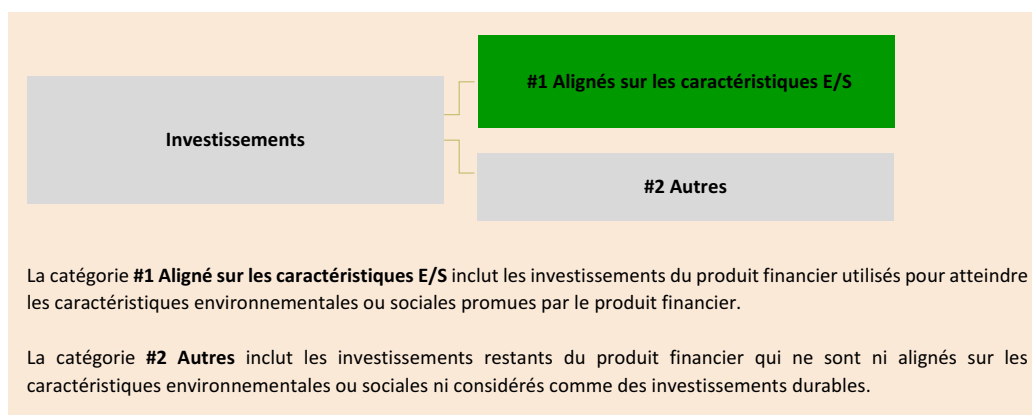 #1 Alignés sur les caractéristiques E/S
Investissements
#2 Autres
La catégorie #1 Aligné sur les caractéristiques E/S inclut les investissements du produit financier utilisés pour atteindre
les caractéristiques environnementales ou sociales promues par le produit financier.
La catégorie #2 Autres inclut les investissements restants du produit financier qui ne sont ni alignés sur les
caractéristiques environnementales ou sociales ni considérés comme des investissements durables.